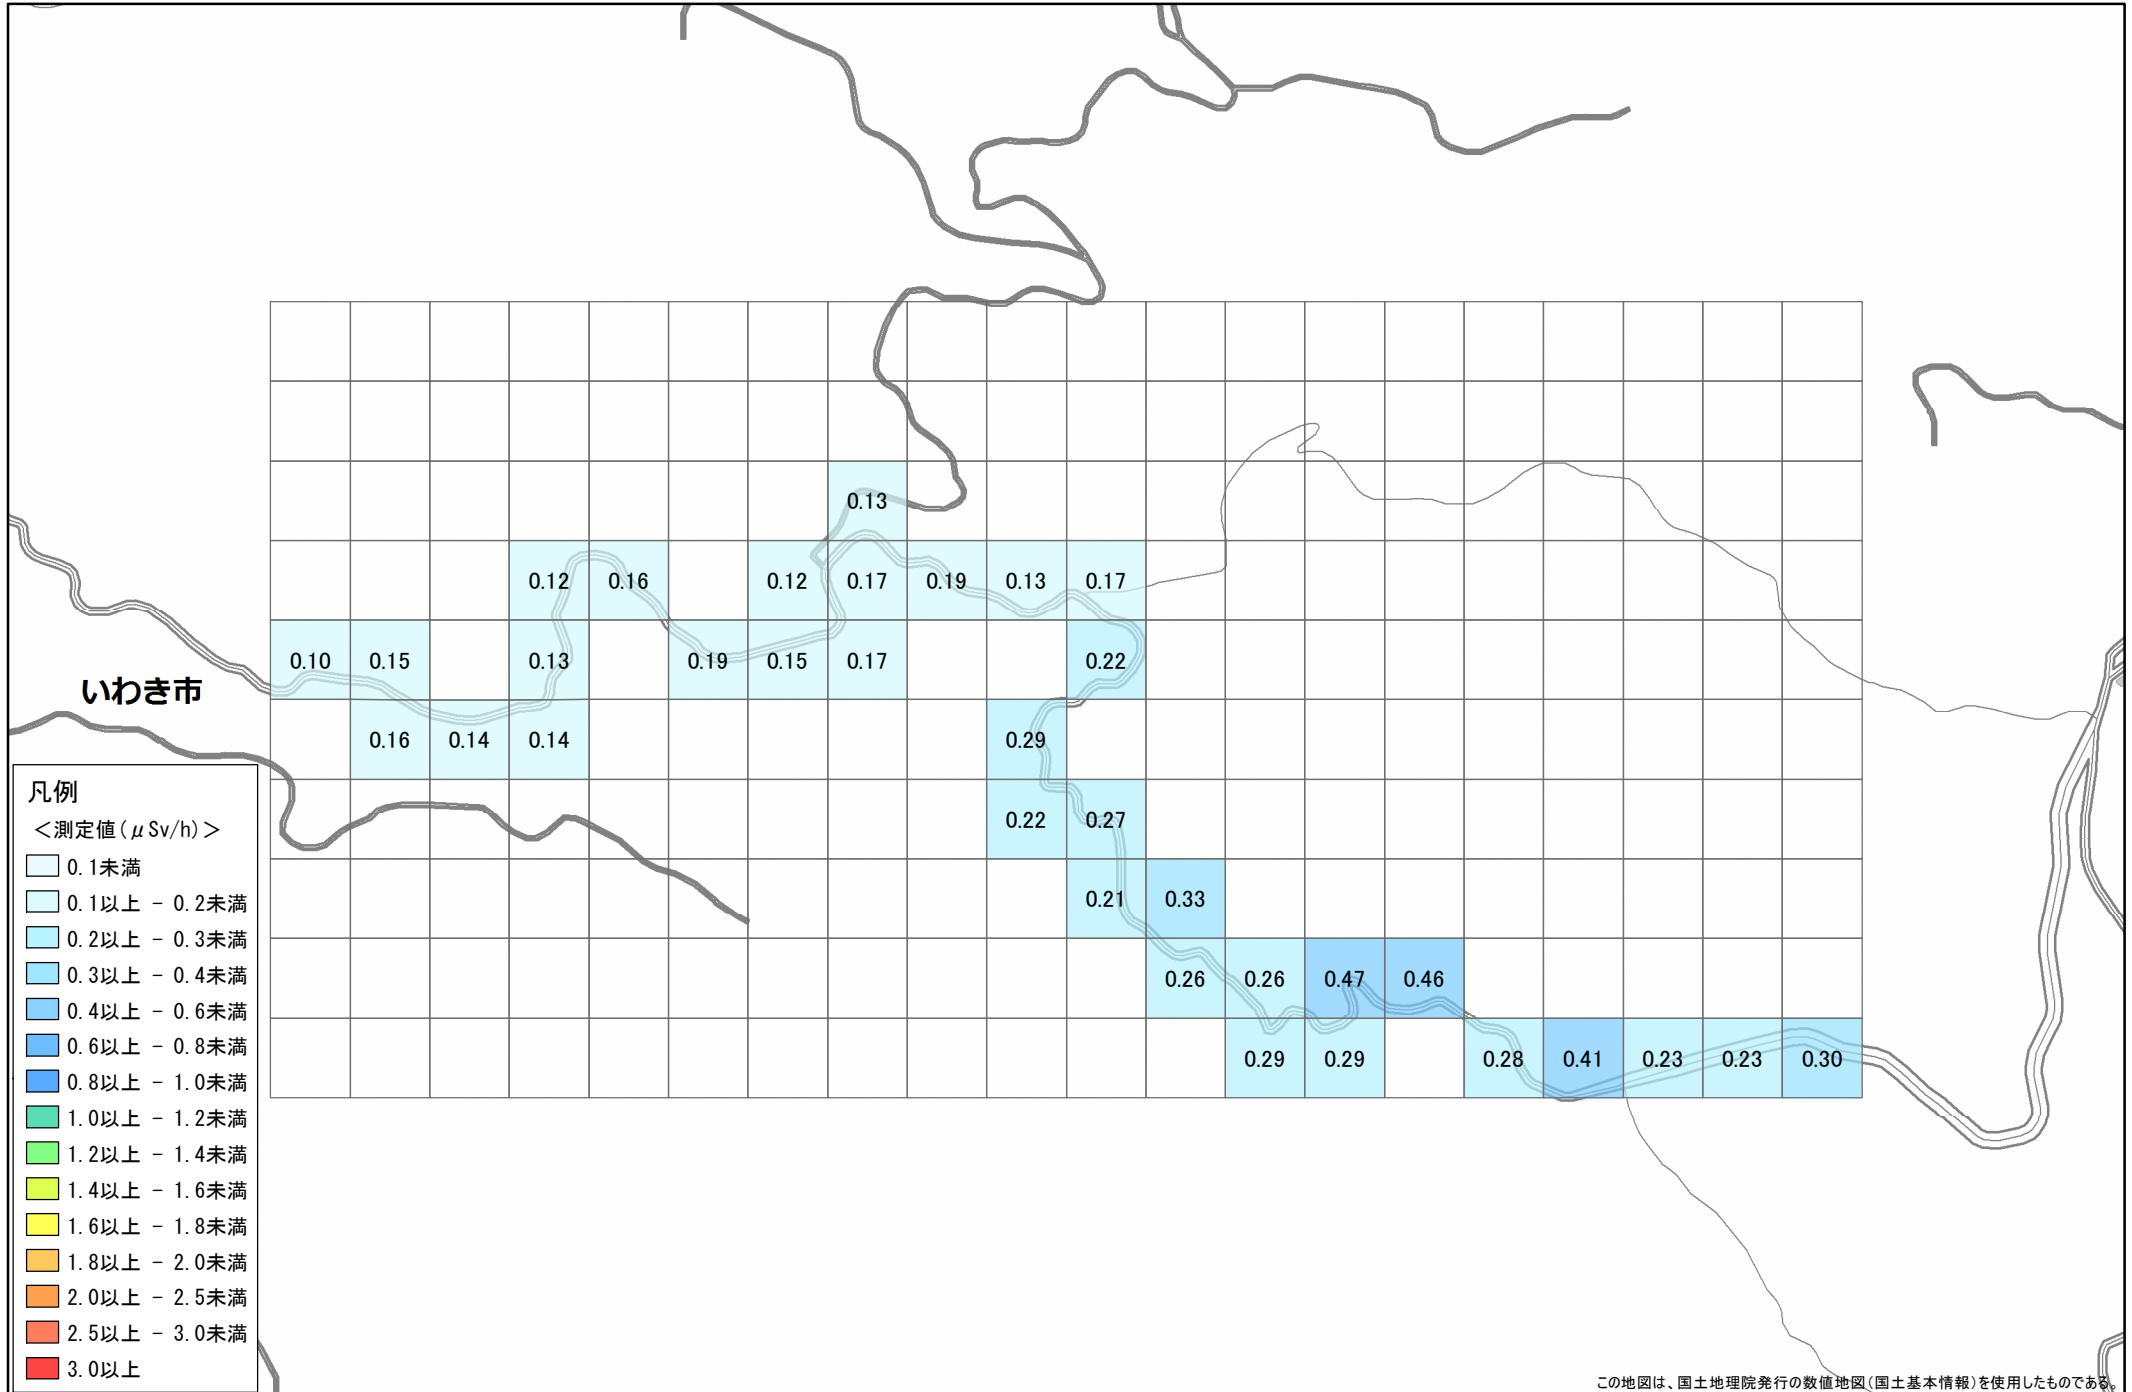 0.13
0.12 0.16 0.12 0.17 0.19 0.13 0.17
0.10 0.15 0.13 0.19 0.15 0.17 0.22
いわき市
0.16 0.14 0.14 0.29
0.22 0.27
0.21 0.33
0.26 0.26 0.47 0.46
0.29 0.29 0.28 0.41 0.23 0.23 0.30
凡例
＜測定値(μSv/h)＞
0.1未満
0.1以上 － 0.2未満
0.2以上 － 0.3未満
0.3以上 － 0.4未満
0.4以上 － 0.6未満
0.6以上 － 0.8未満
0.8以上 － 1.0未満
1.0以上 － 1.2未満
1.2以上 － 1.4未満
1.4以上 － 1.6未満
1.6以上 － 1.8未満
1.8以上 － 2.0未満
2.0以上 － 2.5未満
2.5以上 － 3.0未満
3.0以上
この地図は、国土地理院発行の数値地図(国土基本情報)を使用したものである。